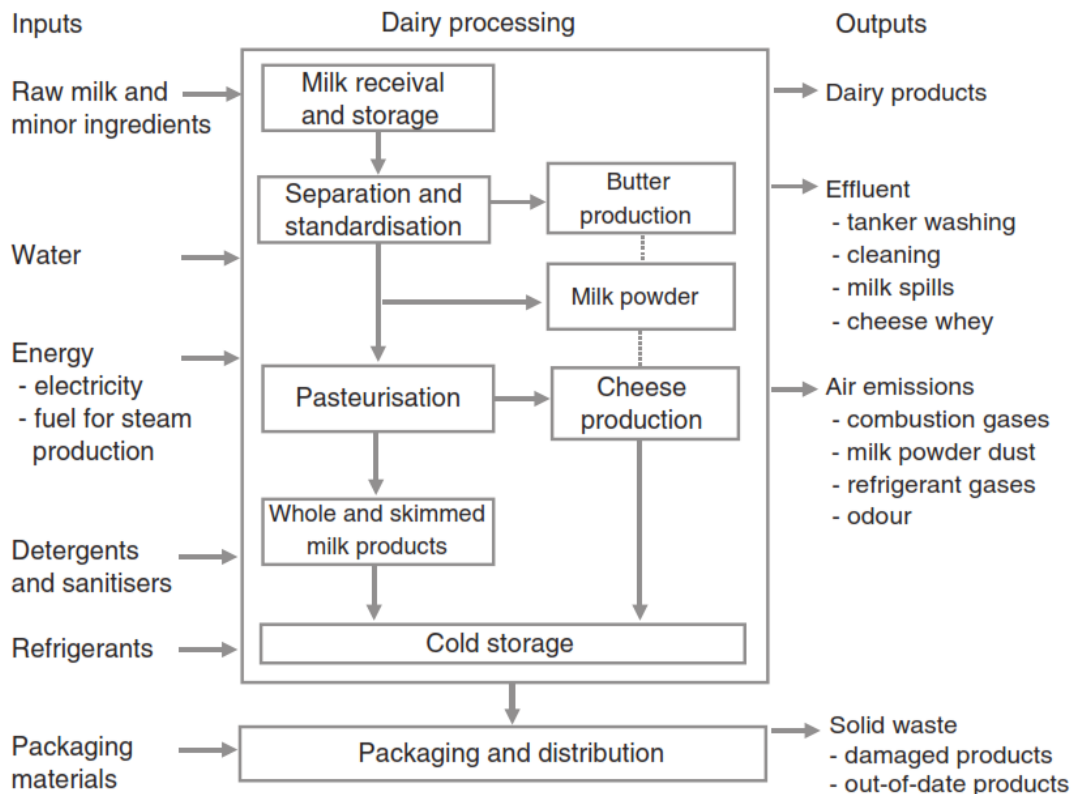 Inputs
Dairy processing
Outputs
Raw milk and
minor ingredients
Water
Energy
- electricity
- fuel for steam
production
Detergents
and sanitisers
Refrigerants
Packaging
materials
Milk receival
and storage
Separation and
standardisation
Butter
production
Milk powder
Pasteurisation
Cheese
production
Whole and skimmed
milk products
Cold storage
Packaging and distribution
Dairy products
Effluent
- tanker washing
- cleaning
- milk spills
- cheese whey
Air emissions
- combustion gases
- milk powder dust
- refrigerant gases
- odour
Solid waste
- damaged products
- out-of-date products